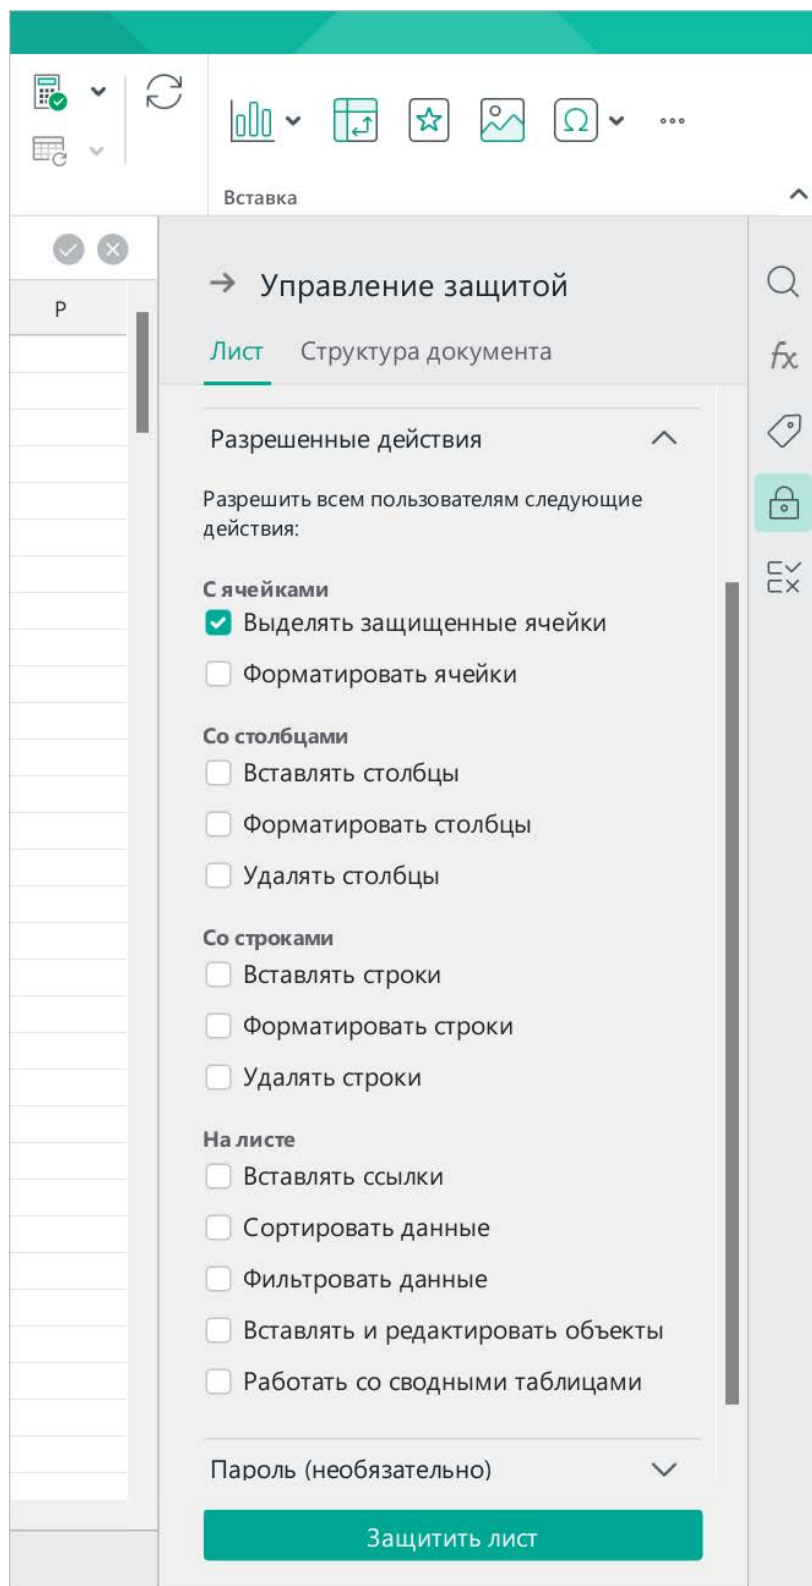 Вставка
P
Управление защитой
Лист Структура документа
Разрешенные действия
Разрешить всем пользователям следующие
действия:
С ячейками
Выделять защищенные ячейки
Форматировать ячейки
Со столбцами
Вставлять столбцы
Форматировать столбцы
Удалять столбцы
Со строками
Вставлять строки
Форматировать строки
Удалять строки
На листе
Вставлять ссылки
Сортировать данные
Фильтровать данные
Вставлять и редактировать объекты
Работать со сводными таблицами
Пароль (необязательно)
Защитить лист